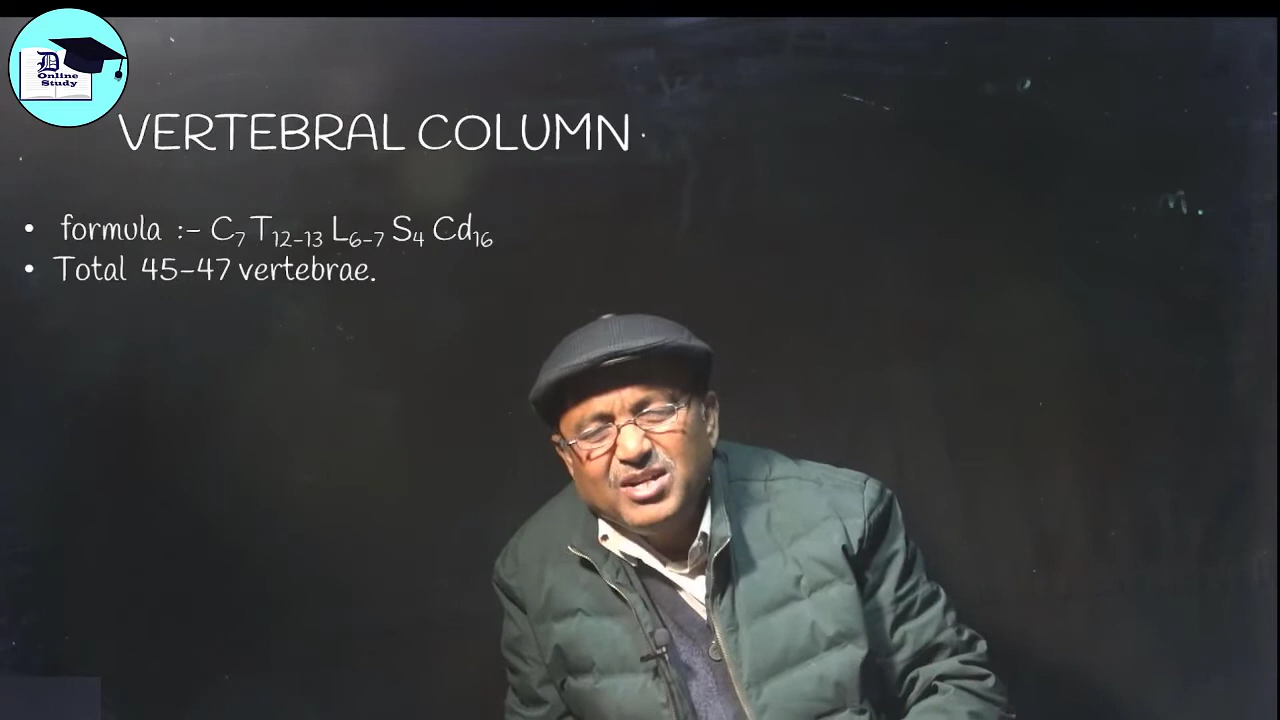 D
Online
Study
VERTEBRAL COLUMN
• formula :- C₇ T₁₂₋₁₃ L₆₋₇ S₄ Cd₁₆
• Total 45-47 vertebrae.